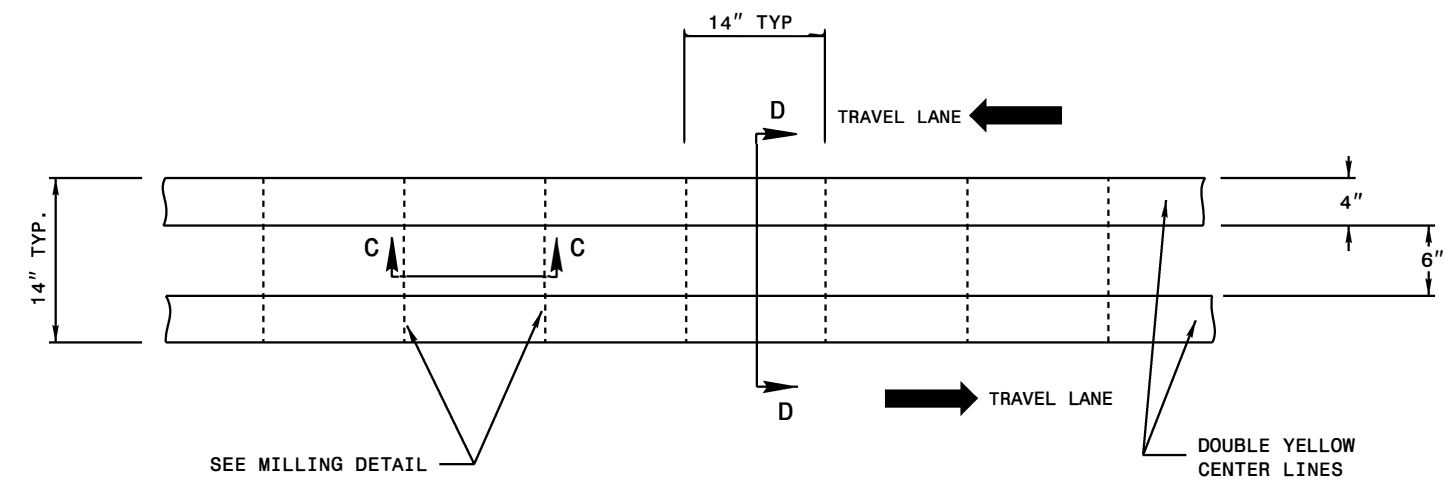 14" TYP
D
TRAVEL LANE
4"
14" TYP.
C
C
6"
D
TRAVEL LANE
SEE MILLING DETAIL
DOUBLE YELLOW
CENTER LINES